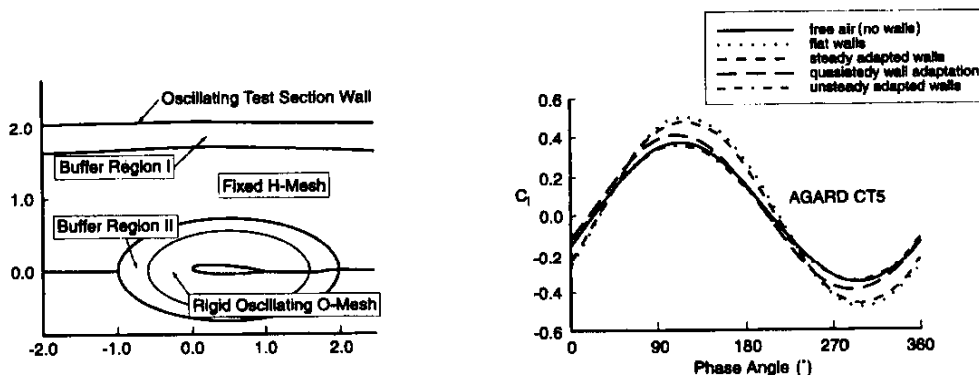 2.0
1.0
0.0
-2.0
-1.0
0.0
1.0
2.0
Oscillating Test Section Wall
Buffer Region I
Fixed H-Mesh
Buffer Region II
Rigid Oscillating O-Mesh
free air (no walls)
flat walls
steady adapted walls
quasistedy wall adaptation
unsteady adapted walls
0.6
0.4
0.2
0.0
-0.2
-0.4
-0.6
Cl
AGARD CT5
0
90
180
270
360
Phase Angle (°)